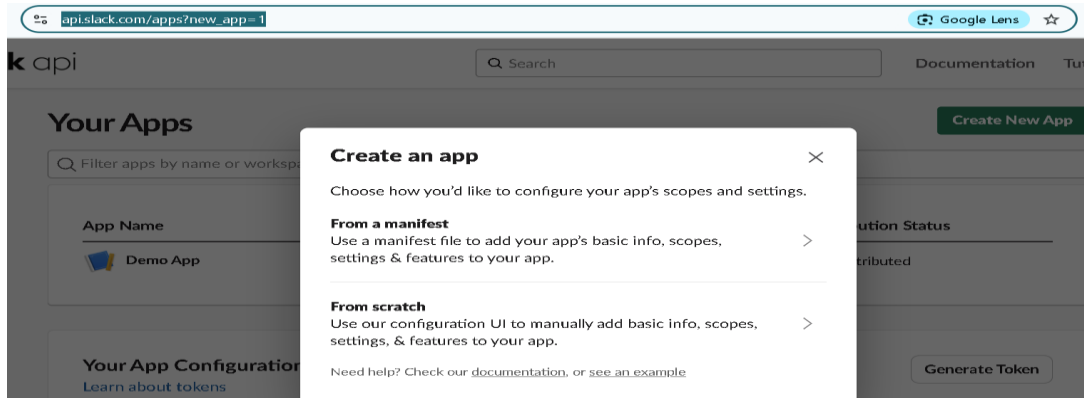 api.slack.com/apps?new_app=1
Google Lens
k api
Search
Documentation
Your Apps
Create New App
Filter apps by name or
Create an app
Choose how you'd like to configure your app's scopes and settings.
App Name
From a manifest
Use a manifest file to add your app's basic info, scopes,
settings & features to your app.
Status
Demo App
From scratch
Use our configuration UI to manually add basic info, scopes,
settings, & features to your app.
Your App
Need help? Check our documentation, or see an example
Generate Token
Learn about tokens